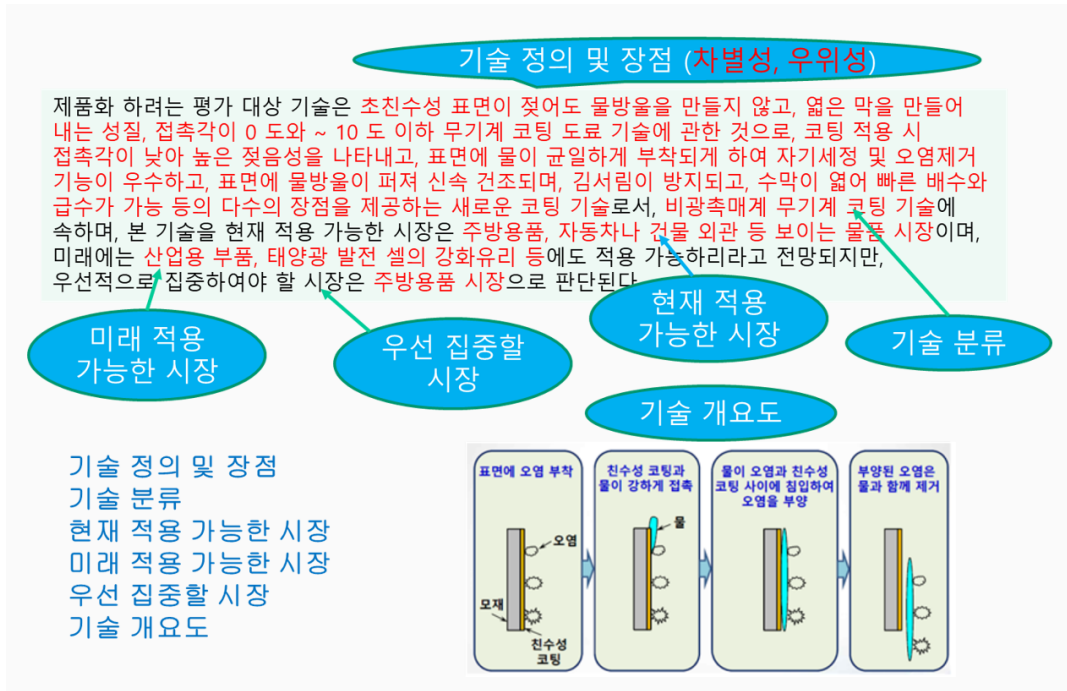 기술 정의 및 장점 (차별성, 우위성)
제품화 하려는 평가 대상 기술은 초친수성 표면이 젖어도 물방울을 만들지 않고, 엷은 막을 만들어
내는 성질, 접촉각이 0 도와 ~ 10 도 이하 무기계 코팅 도료 기술에 관한 것으로, 코팅 적용 시
접촉각이 낮아 높은 젖음성을 나타내고, 표면에 물이 균일하게 부착되게 하여 자기세정 및 오염제거
기능이 우수하고, 표면에 물방울이 퍼져 신속 건조되며, 김서림이 방지되고, 수막이 엷어 빠른 배수와
급수가 가능 등의 다수의 장점을 제공하는 새로운 코팅 기술로서, 비광촉매계 무기계 코팅 기술에
속하며, 본 기술을 현재 적용 가능한 시장은 주방용품, 자동차나 건물 외관 등 보이는 물품 시장이며,
미래에는 산업용 부품, 태양광 발전 셀의 강화유리 등에도 적용 가능하리라고 전망되지만,
우선적으로 집중하여야 할 시장은 주방용품 시장으로 판단된다
미래 적용
가능한 시장
우선 집중할
시장
현재 적용
가능한 시장
기술 분류
기술 개요도
기술 정의 및 장점
기술 분류
현재 적용 가능한 시장
미래 적용 가능한 시장
우선 집중할 시장
기술 개요도
표면에 오염 부착
오염
모재
친수성
코팅
친수성 코팅과
물이 강하게 접촉
물
물이 오염과 친수성
코팅 사이에 침입하여
오염을 부양
부양된 오염은
물과 함께 제거